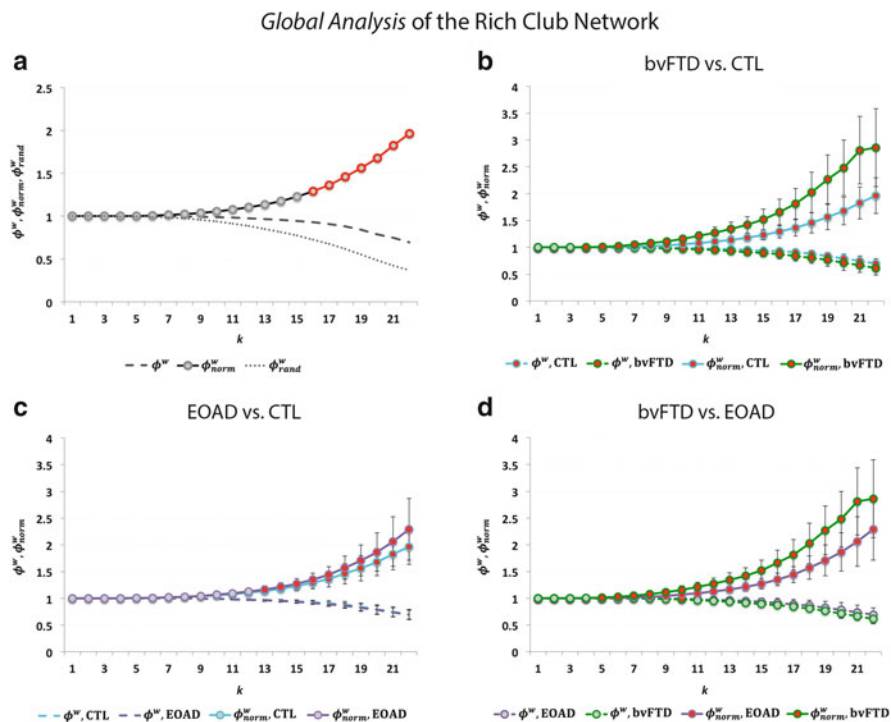 Global Analysis of the Rich Club Network
a
2.5
2
1.5
1
0.5
0
ϕ^w, ϕ^w_norm, ϕ^w_rand
1 3 5 7 9 11 13 15 17 19 21
k
ϕ^w ϕ^w_norm ϕ^w_rand
b
bvFTD vs. CTL
4
3.5
3
2.5
2
1.5
1
0.5
0
ϕ^w, ϕ^w_norm
1 3 5 7 9 11 13 15 17 19 21
k
ϕ^w, CTL ϕ^w, bvFTD ϕ^w_norm, CTL ϕ^w_norm, bvFTD
c
EOAD vs. CTL
4
3.5
3
2.5
2
1.5
1
0.5
0
ϕ^w, ϕ^w_norm
1 3 5 7 9 11 13 15 17 19 21
k
ϕ^w, CTL ϕ^w, EOAD ϕ^w_norm, CTL ϕ^w_norm, EOAD
d
bvFTD vs. EOAD
4
3.5
3
2.5
2
1.5
1
0.5
0
ϕ^w, ϕ^w_norm
1 3 5 7 9 11 13 15 17 19 21
k
ϕ^w, EOAD ϕ^w, bvFTD ϕ^w_norm, EOAD ϕ^w_norm, bvFTD